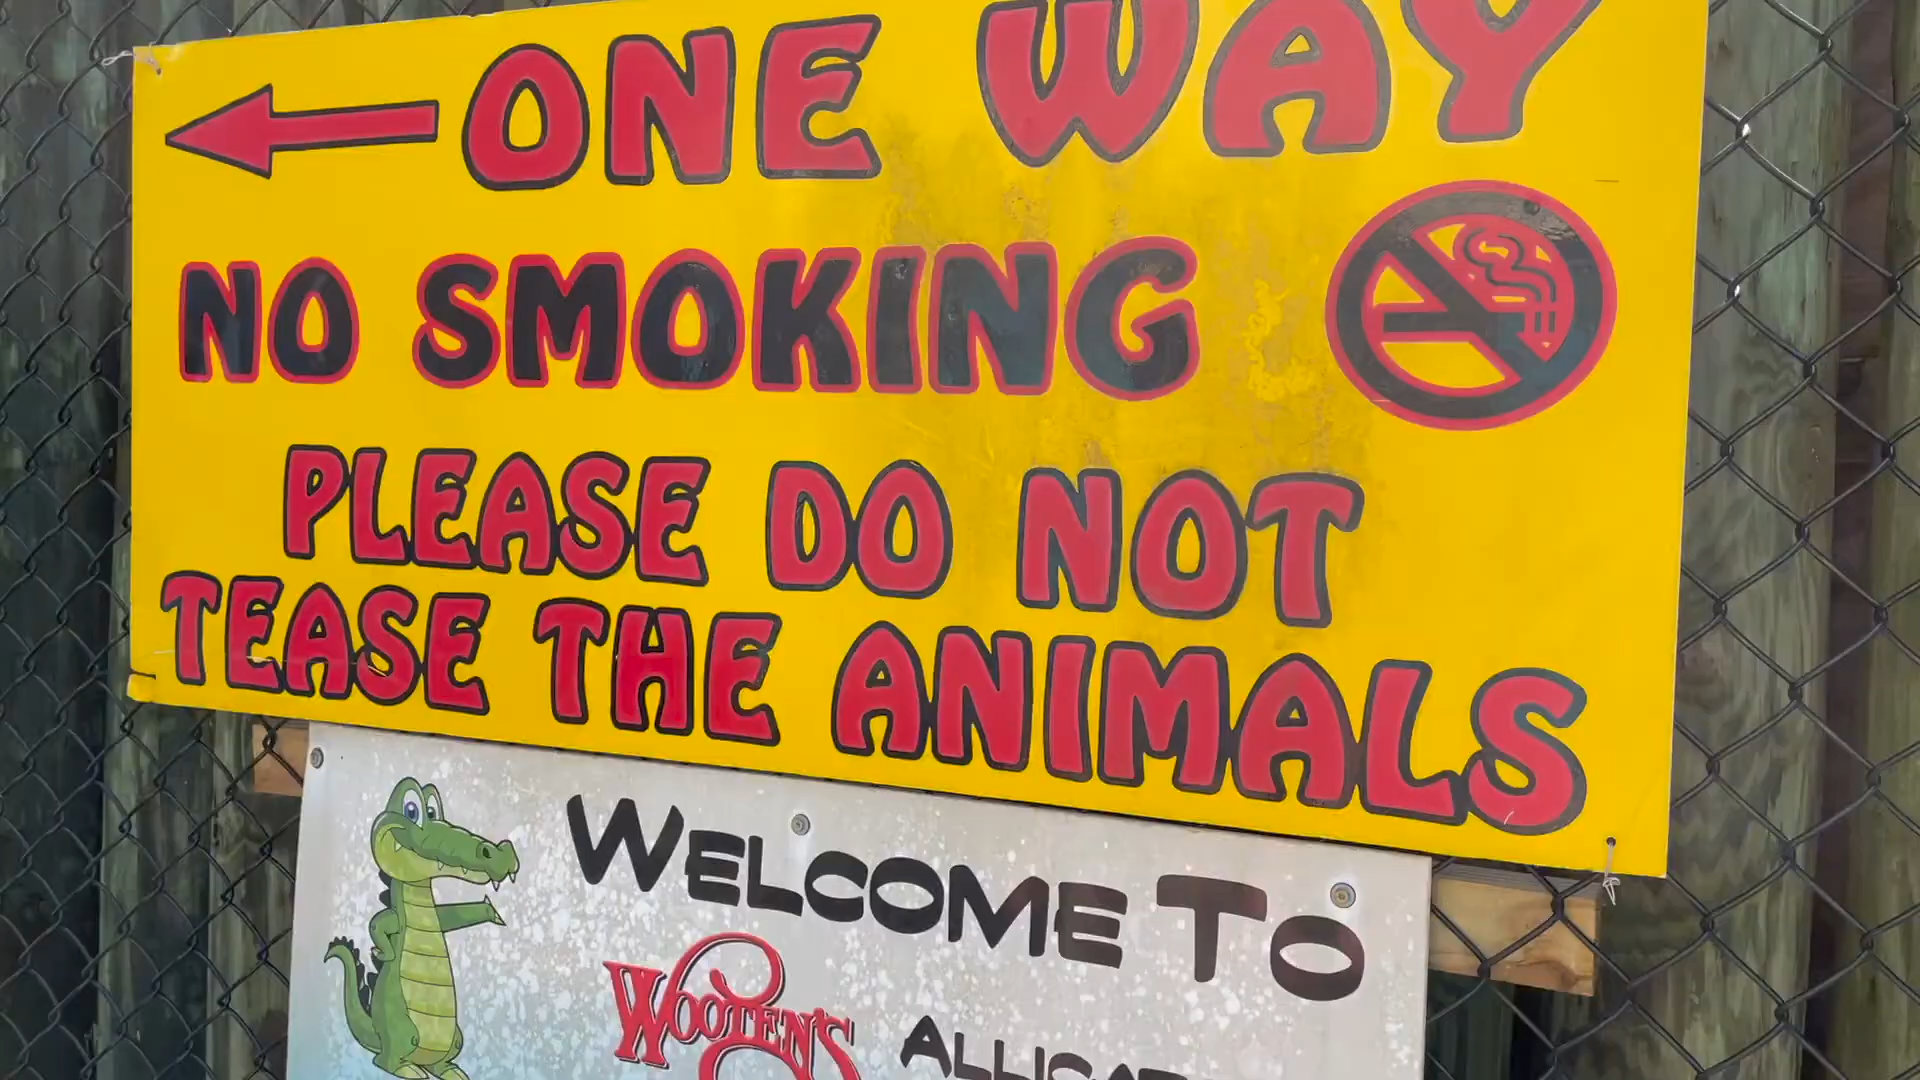 ONE WAY
NO SMOKING
PLEASE DO NOT
TEASE THE ANIMALS
WELCOME TO
WOOTEN'S